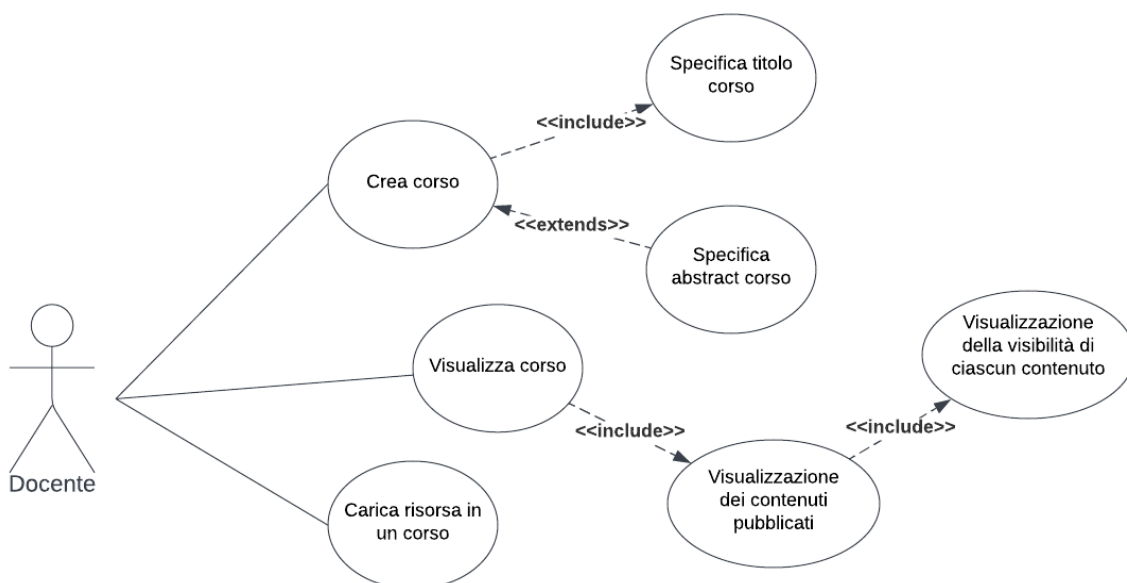 Specifica titolo
corso
<<include>>
Crea corso
<<extends>>
Specifica
abstract corso
Visualizzazione
della visibilità di
ciascun contenuto
Visualizza corso
<<include>>
<<include>>
Docente
Visualizzazione
dei contenuti
pubblicati
Carica risorsa in
un corso